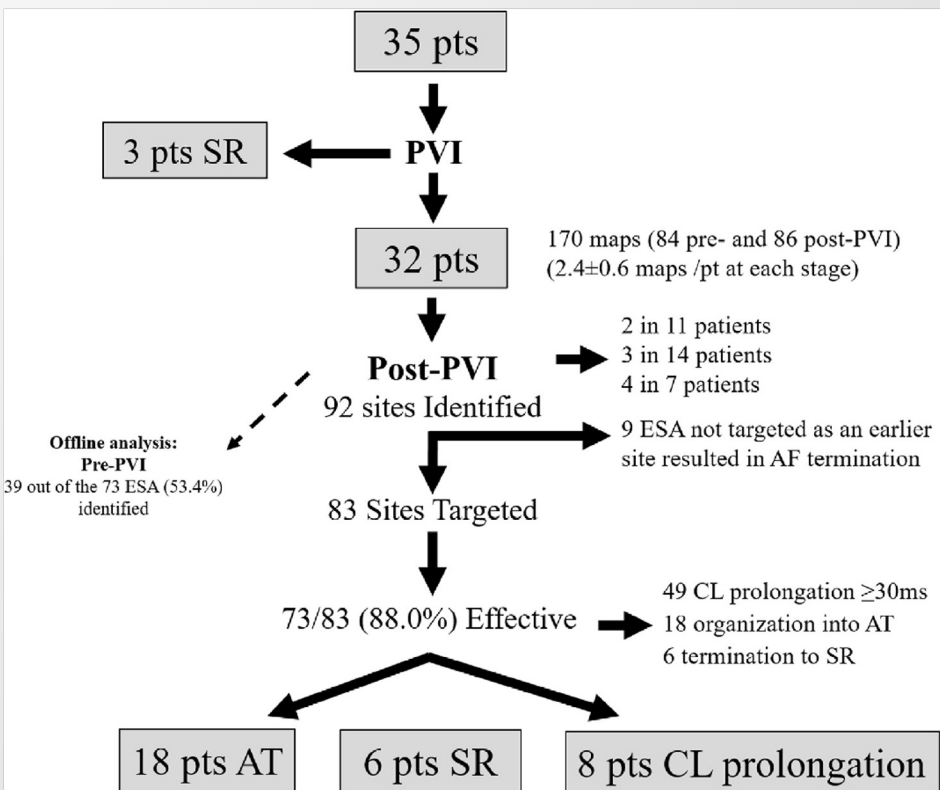 35 pts
3 pts SR
PVI
32 pts
170 maps (84 pre- and 86 post-PVI)
(2.4±0.6 maps /pt at each stage)
2 in 11 patients
3 in 14 patients
4 in 7 patients
Post-PVI
92 sites Identified
9 ESA not targeted as an earlier
site resulted in AF termination
Offline analysis:
Pre-PVI
39 out of the 73 ESA (53.4%)
identified
83 Sites Targeted
73/83 (88.0%) Effective
49 CL prolongation ≥30ms
18 organization into AT
6 termination to SR
18 pts AT
6 pts SR
8 pts CL prolongation